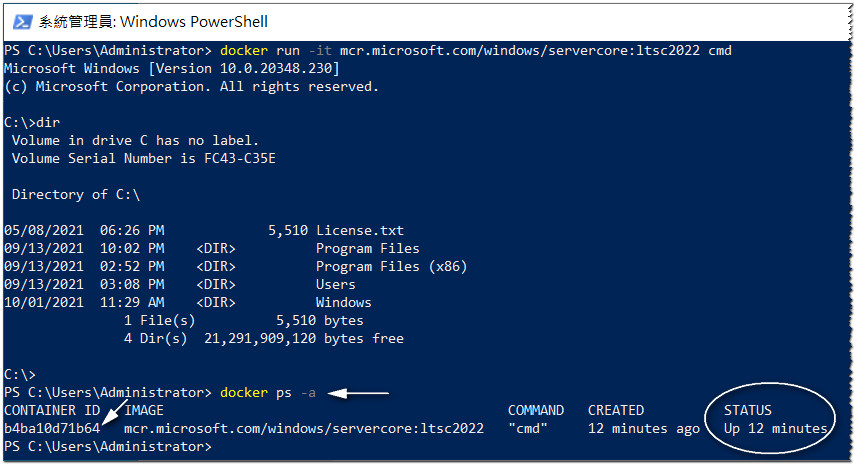 系統管理員: Windows PowerShell
PS C:\Users\Administrator> docker run -it mcr.microsoft.com/windows/servercore:ltsc2022 cmd
Microsoft Windows [Version 10.0.20348.230]
(c) Microsoft Corporation. All rights reserved.
C:\>dir
 Volume in drive C has no label.
 Volume Serial Number is FC43-C35E
 Directory of C:\
05/08/2021  06:26 PM             5,510 License.txt
09/13/2021  10:02 PM    <DIR>          Program Files
09/13/2021  02:52 PM    <DIR>          Program Files (x86)
09/13/2021  03:08 PM    <DIR>          Users
10/01/2021  11:29 AM    <DIR>          Windows
               1 File(s)          5,510 bytes
               4 Dir(s)  21,291,909,120 bytes free
C:\>
PS C:\Users\Administrator> docker ps -a
CONTAINER ID   IMAGE                                           COMMAND   CREATED          STATUS
b4ba10d71b64   mcr.microsoft.com/windows/servercore:ltsc2022   "cmd"     12 minutes ago   Up 12 minutes
PS C:\Users\Administrator>